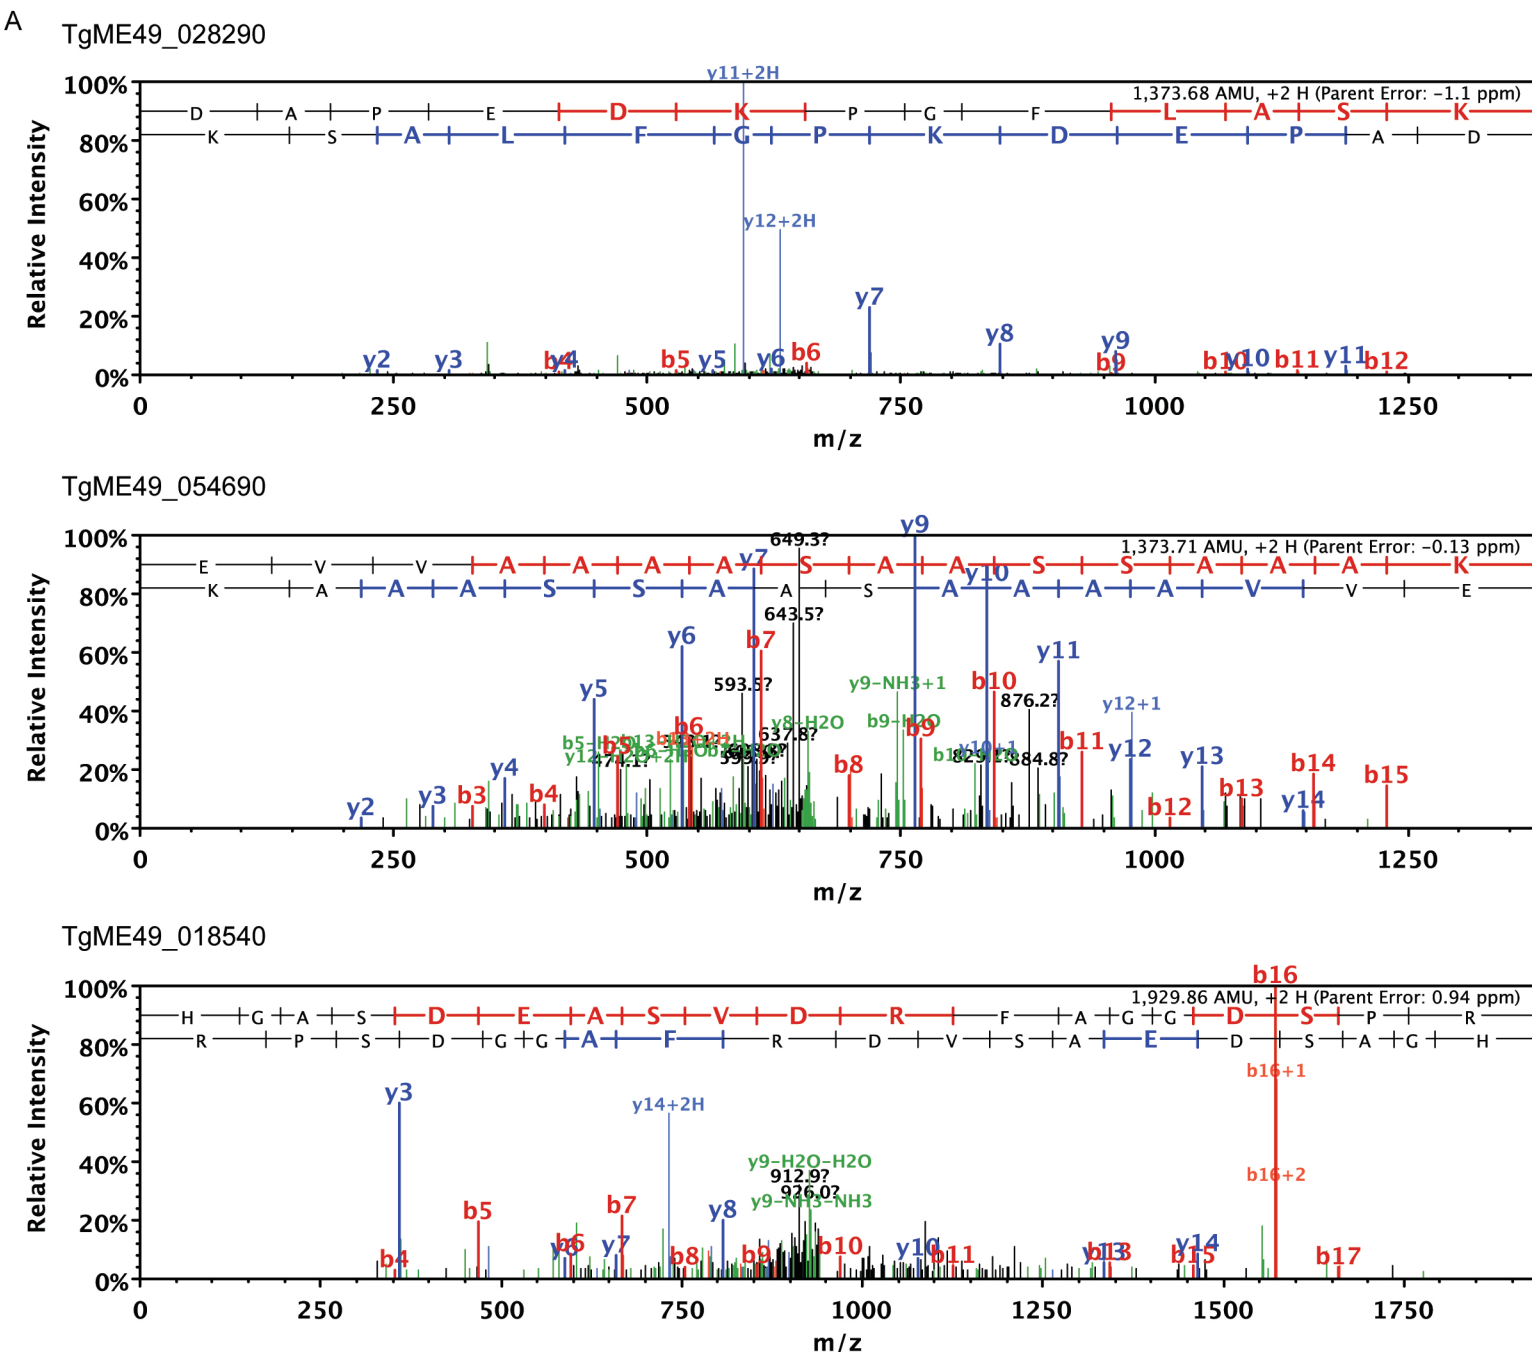 A
TgME49_028290
y11+2H
100%
1,373.68 AMU, +2 H (Parent Error: −1.1 ppm)
D A P E D K P G F L A S K
K S A L F G P K D E P A D
80%
60%
y12+2H
40%
y7
20%
y8
y9
y2 y3 b4 y4 b5 y5 y6 b6 b9 b10 y10 b11 y11 b12
0%
0 250 500 750 1000 1250
m/z
Relative Intensity
TgME49_054690
y9
100%
649.3?
1,373.71 AMU, +2 H (Parent Error: −0.13 ppm)
y7
E V V A A A A S A A S S A A A K
y10
K A A A S S A A S A A A A V V E
80%
643.5?
y6
b7
60%
y11
y5
593.5?
y9−NH3+1
b10
876.2?
y12+1
40%
b6
y8−H2O
b9−H2O
b9
637.8?
b5
b11
y12
y13
884.8?
20%
y4
b8
b14
b15
y2 y3 b3 b4 b12 b13 y14
0%
0 250 500 750 1000 1250
m/z
Relative Intensity
TgME49_018540
b16
100%
1,929.86 AMU, +2 H (Parent Error: 0.94 ppm)
H G A S D E A S V D R F A G G D S P R
R P S D G G A F R D V S A E D S A G H
80%
b16+1
y3
y14+2H
60%
40%
y9−H2O−H2O
912.9?
926.0?
b16+2
y9−NH3−NH3
b5
b7
y8
20%
b4 b6 y7 b8 b9 b10 y10 b11 y13 b13 b15 y14 b17
0%
0 250 500 750 1000 1250 1500 1750
m/z
Relative Intensity